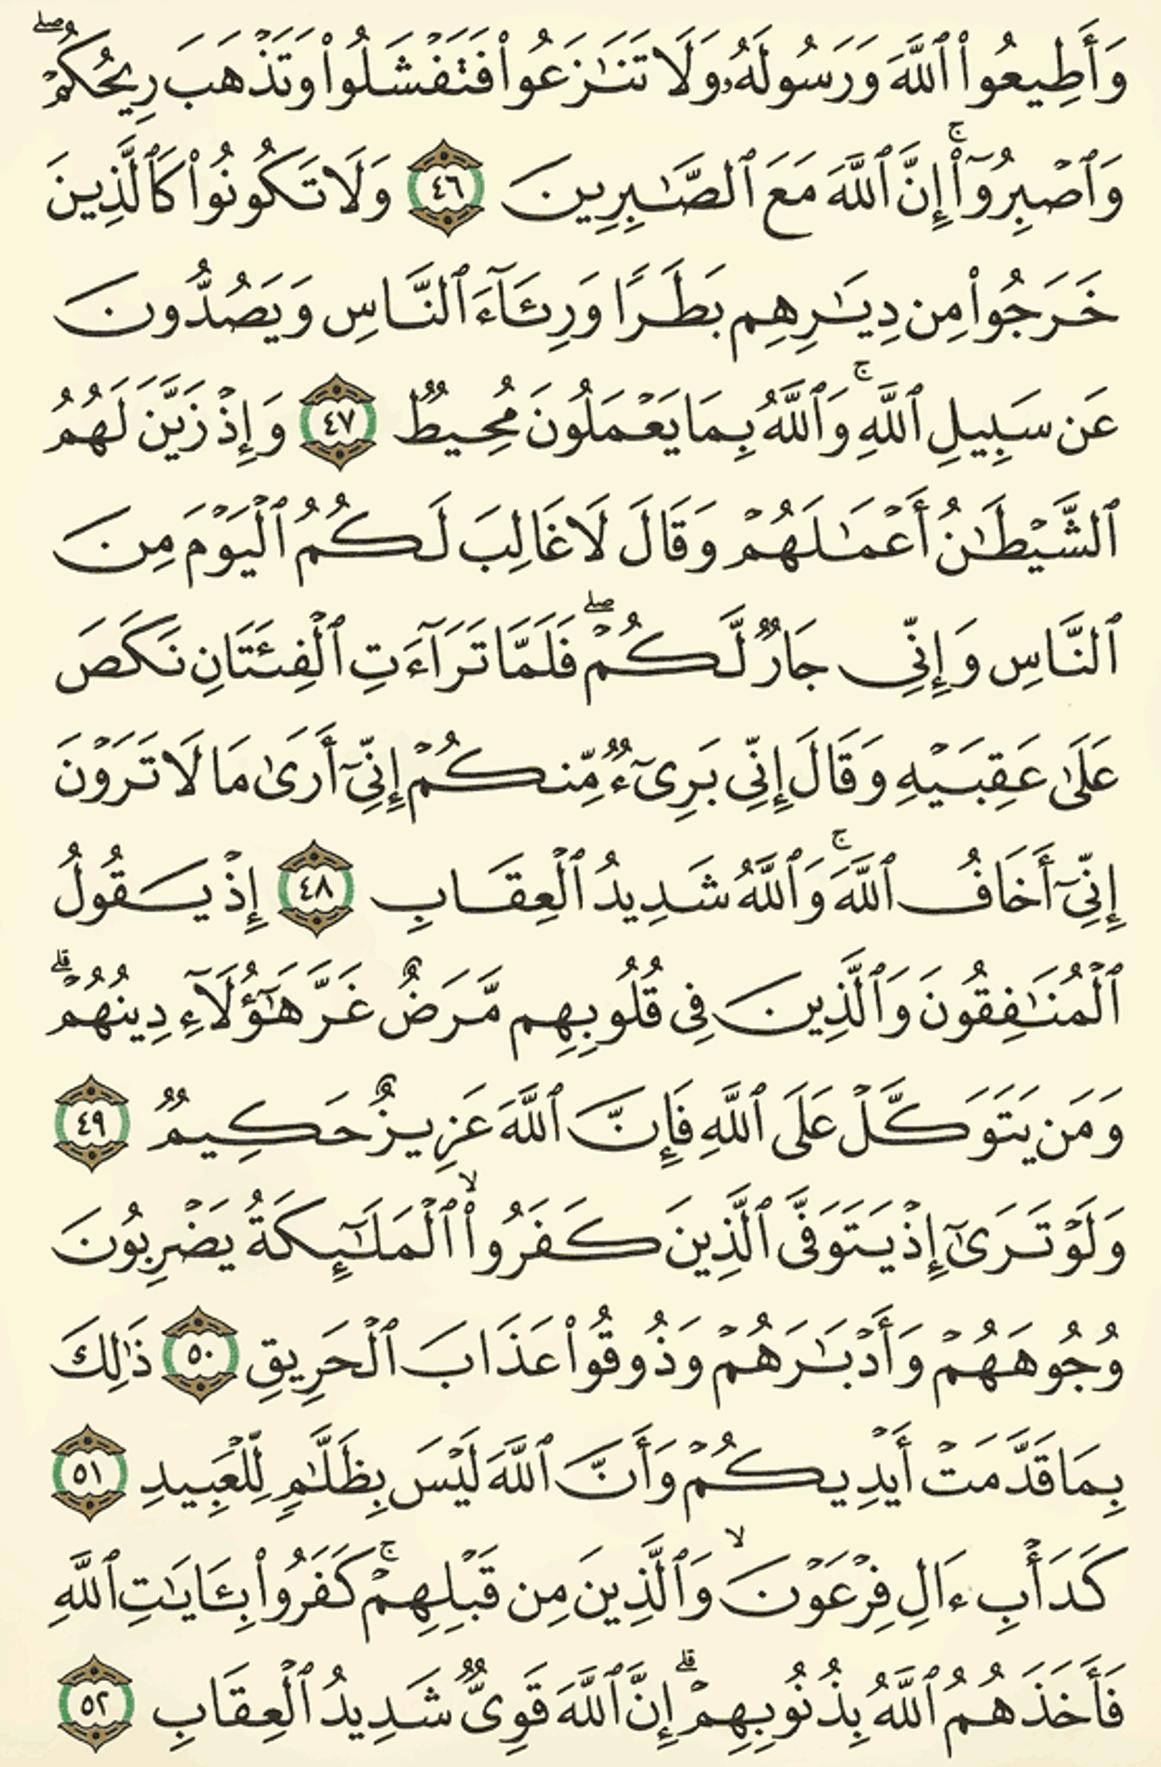 وَأَطِيعُوا۟ ٱللَّهَ وَرَسُولَهُۥ وَلَا تَنَـٰزَعُوا۟ فَتَفْشَلُوا۟ وَتَذْهَبَ رِيحُكُمْ ۖ
وَٱصْبِرُوٓا۟ ۚ إِنَّ ٱللَّهَ مَعَ ٱلصَّـٰبِرِينَ ٤٦ وَلَا تَكُونُوا۟ كَٱلَّذِينَ
خَرَجُوا۟ مِن دِيَـٰرِهِم بَطَرًا وَرِئَآءَ ٱلنَّاسِ وَيَصُدُّونَ
عَن سَبِيلِ ٱللَّهِ ۚ وَٱللَّهُ بِمَا يَعْمَلُونَ مُحِيطٌ ٤٧ وَإِذْ زَيَّنَ لَهُمُ
ٱلشَّيْطَـٰنُ أَعْمَـٰلَهُمْ وَقَالَ لَا غَالِبَ لَكُمُ ٱلْيَوْمَ مِنَ
ٱلنَّاسِ وَإِنِّى جَارٌ لَّكُمْ ۖ فَلَمَّا تَرَآءَتِ ٱلْفِئَتَانِ نَكَصَ
عَلَىٰ عَقِبَيْهِ وَقَالَ إِنِّى بَرِىٓءٌ مِّنكُمْ إِنِّىٓ أَرَىٰ مَا لَا تَرَوْنَ
إِنِّىٓ أَخَافُ ٱللَّهَ ۚ وَٱللَّهُ شَدِيدُ ٱلْعِقَابِ ٤٨ إِذْ يَقُولُ
ٱلْمُنَـٰفِقُونَ وَٱلَّذِينَ فِى قُلُوبِهِم مَّرَضٌ غَرَّ هَـٰٓؤُلَآءِ دِينُهُمْ ۗ
وَمَن يَتَوَكَّلْ عَلَى ٱللَّهِ فَإِنَّ ٱللَّهَ عَزِيزٌ حَكِيمٌ ٤٩
وَلَوْ تَرَىٰٓ إِذْ يَتَوَفَّى ٱلَّذِينَ كَفَرُوا۟ ۙ ٱلْمَلَـٰٓئِكَةُ يَضْرِبُونَ
وُجُوهَهُمْ وَأَدْبَـٰرَهُمْ وَذُوقُوا۟ عَذَابَ ٱلْحَرِيقِ ٥٠ ذَٰلِكَ
بِمَا قَدَّمَتْ أَيْدِيكُمْ وَأَنَّ ٱللَّهَ لَيْسَ بِظَلَّـٰمٍ لِّلْعَبِيدِ ٥١
كَدَأْبِ ءَالِ فِرْعَوْنَ ۙ وَٱلَّذِينَ مِن قَبْلِهِمْ ۚ كَفَرُوا۟ بِـَٔايَـٰتِ ٱللَّهِ
فَأَخَذَهُمُ ٱللَّهُ بِذُنُوبِهِمْ ۗ إِنَّ ٱللَّهَ قَوِىٌّ شَدِيدُ ٱلْعِقَابِ ٥٢